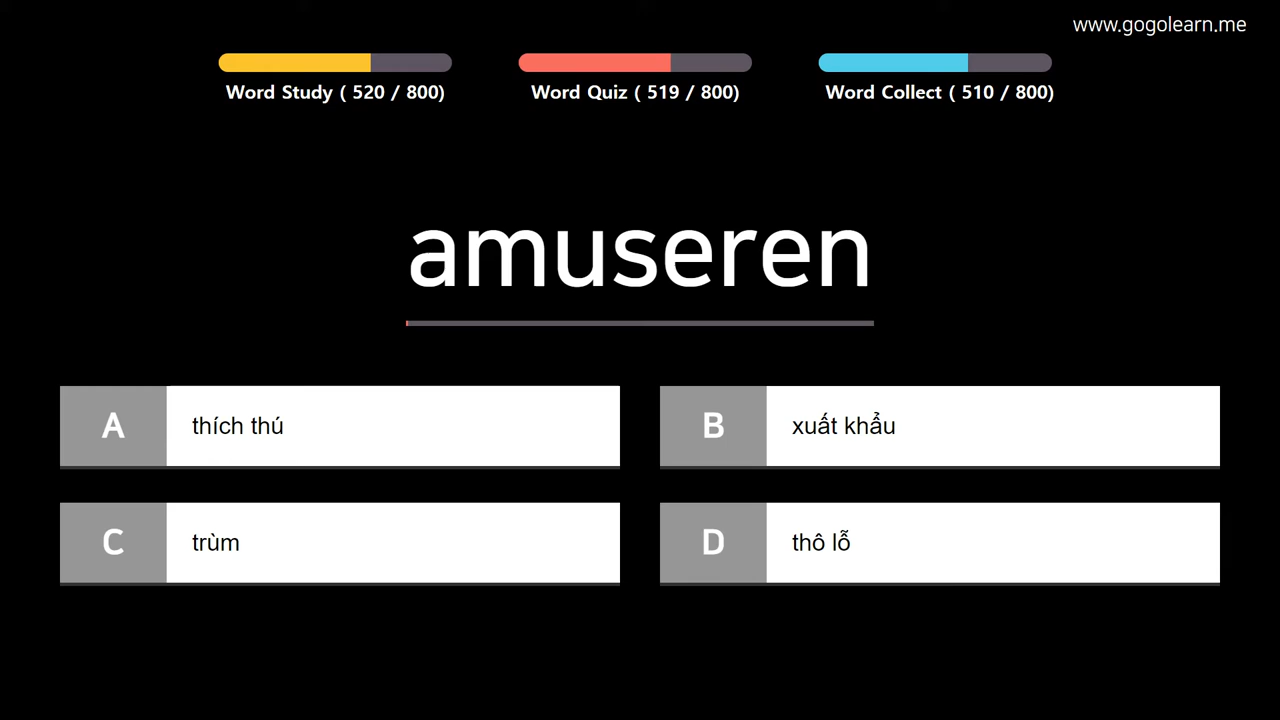 www.gogolearn.me
Word Study ( 520 / 800)
Word Quiz ( 519 / 800)
Word Collect ( 510 / 800)
amuseren
A thích thú
B xuất khẩu
C trùm
D thô lỗ